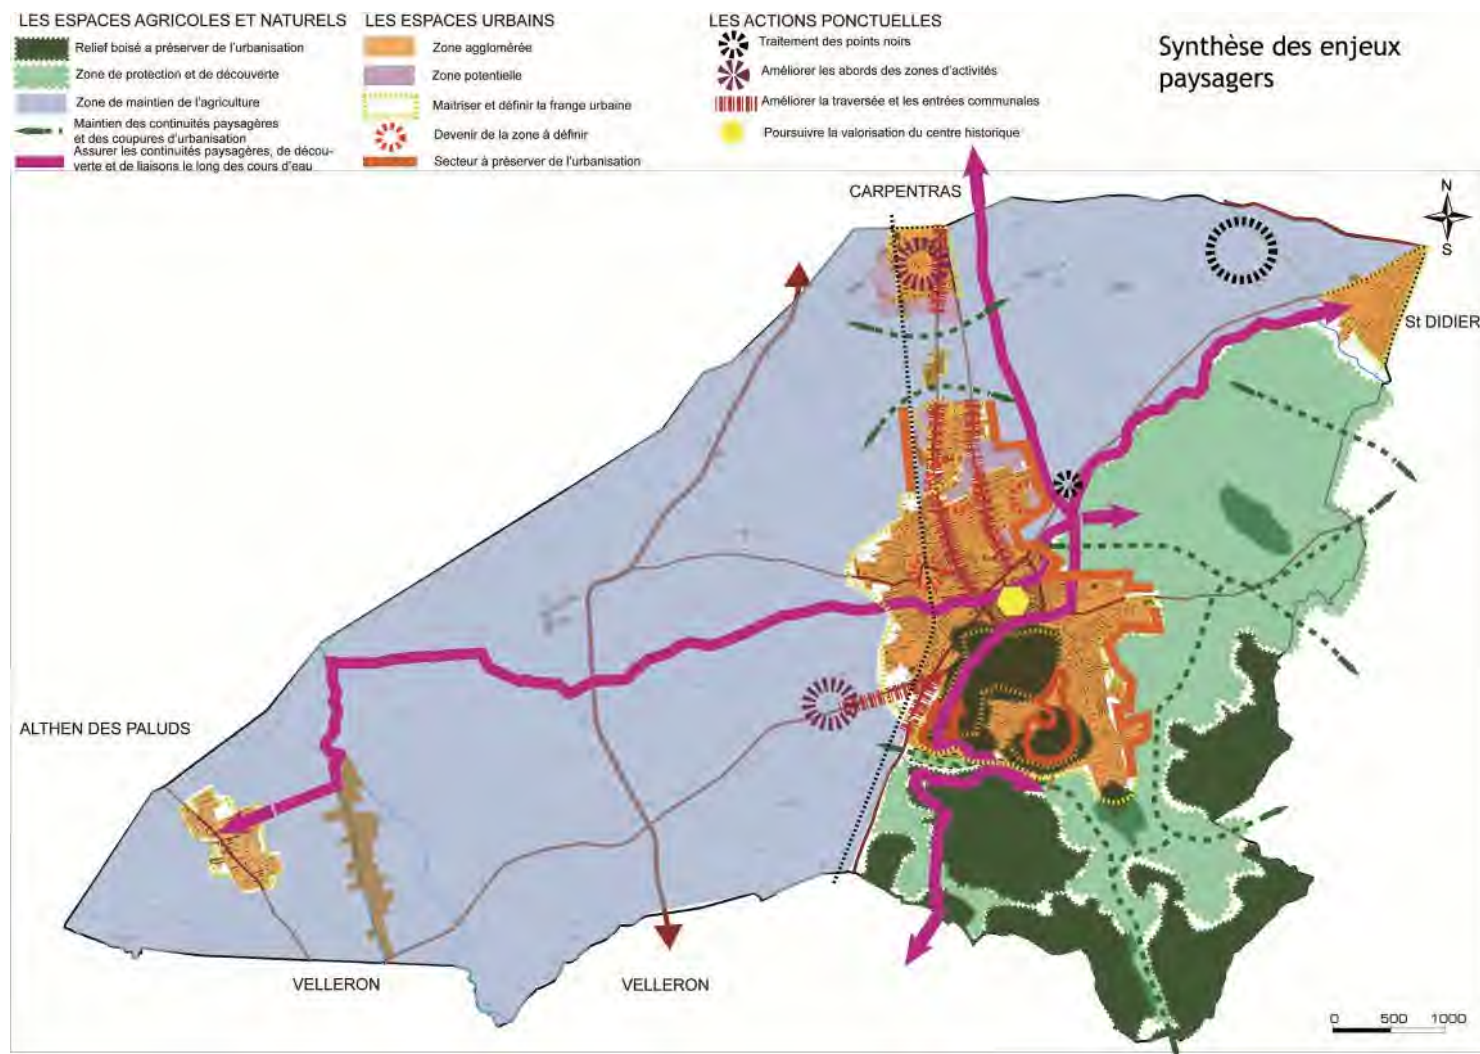 LES ESPACES AGRICOLES ET NATURELS
Relief boisé a préserver de l'urbanisation
Zone de protection et de découverte
Zone de maintien de l'agriculture
Maintien des continuités paysagères
et des coupures d'urbanisation
Assurer les continuités paysagères, de décou-
verte et de liaisons le long des cours d'eau
LES ESPACES URBAINS
Zone agglomérée
Zone potentielle
Maitriser et définir la frange urbaine
Devenir de la zone à définir
Secteur à préserver de l'urbanisation
LES ACTIONS PONCTUELLES
Traitement des points noirs
Améliorer les abords des zones d'activités
Améliorer la traversée et les entrées communales
Poursuivre la valorisation du centre historique
Synthèse des enjeux
paysagers
CARPENTRAS
N
S
St DIDIER
ALTHEN DES PALUDS
VELLERON
VELLERON
0 500 1000